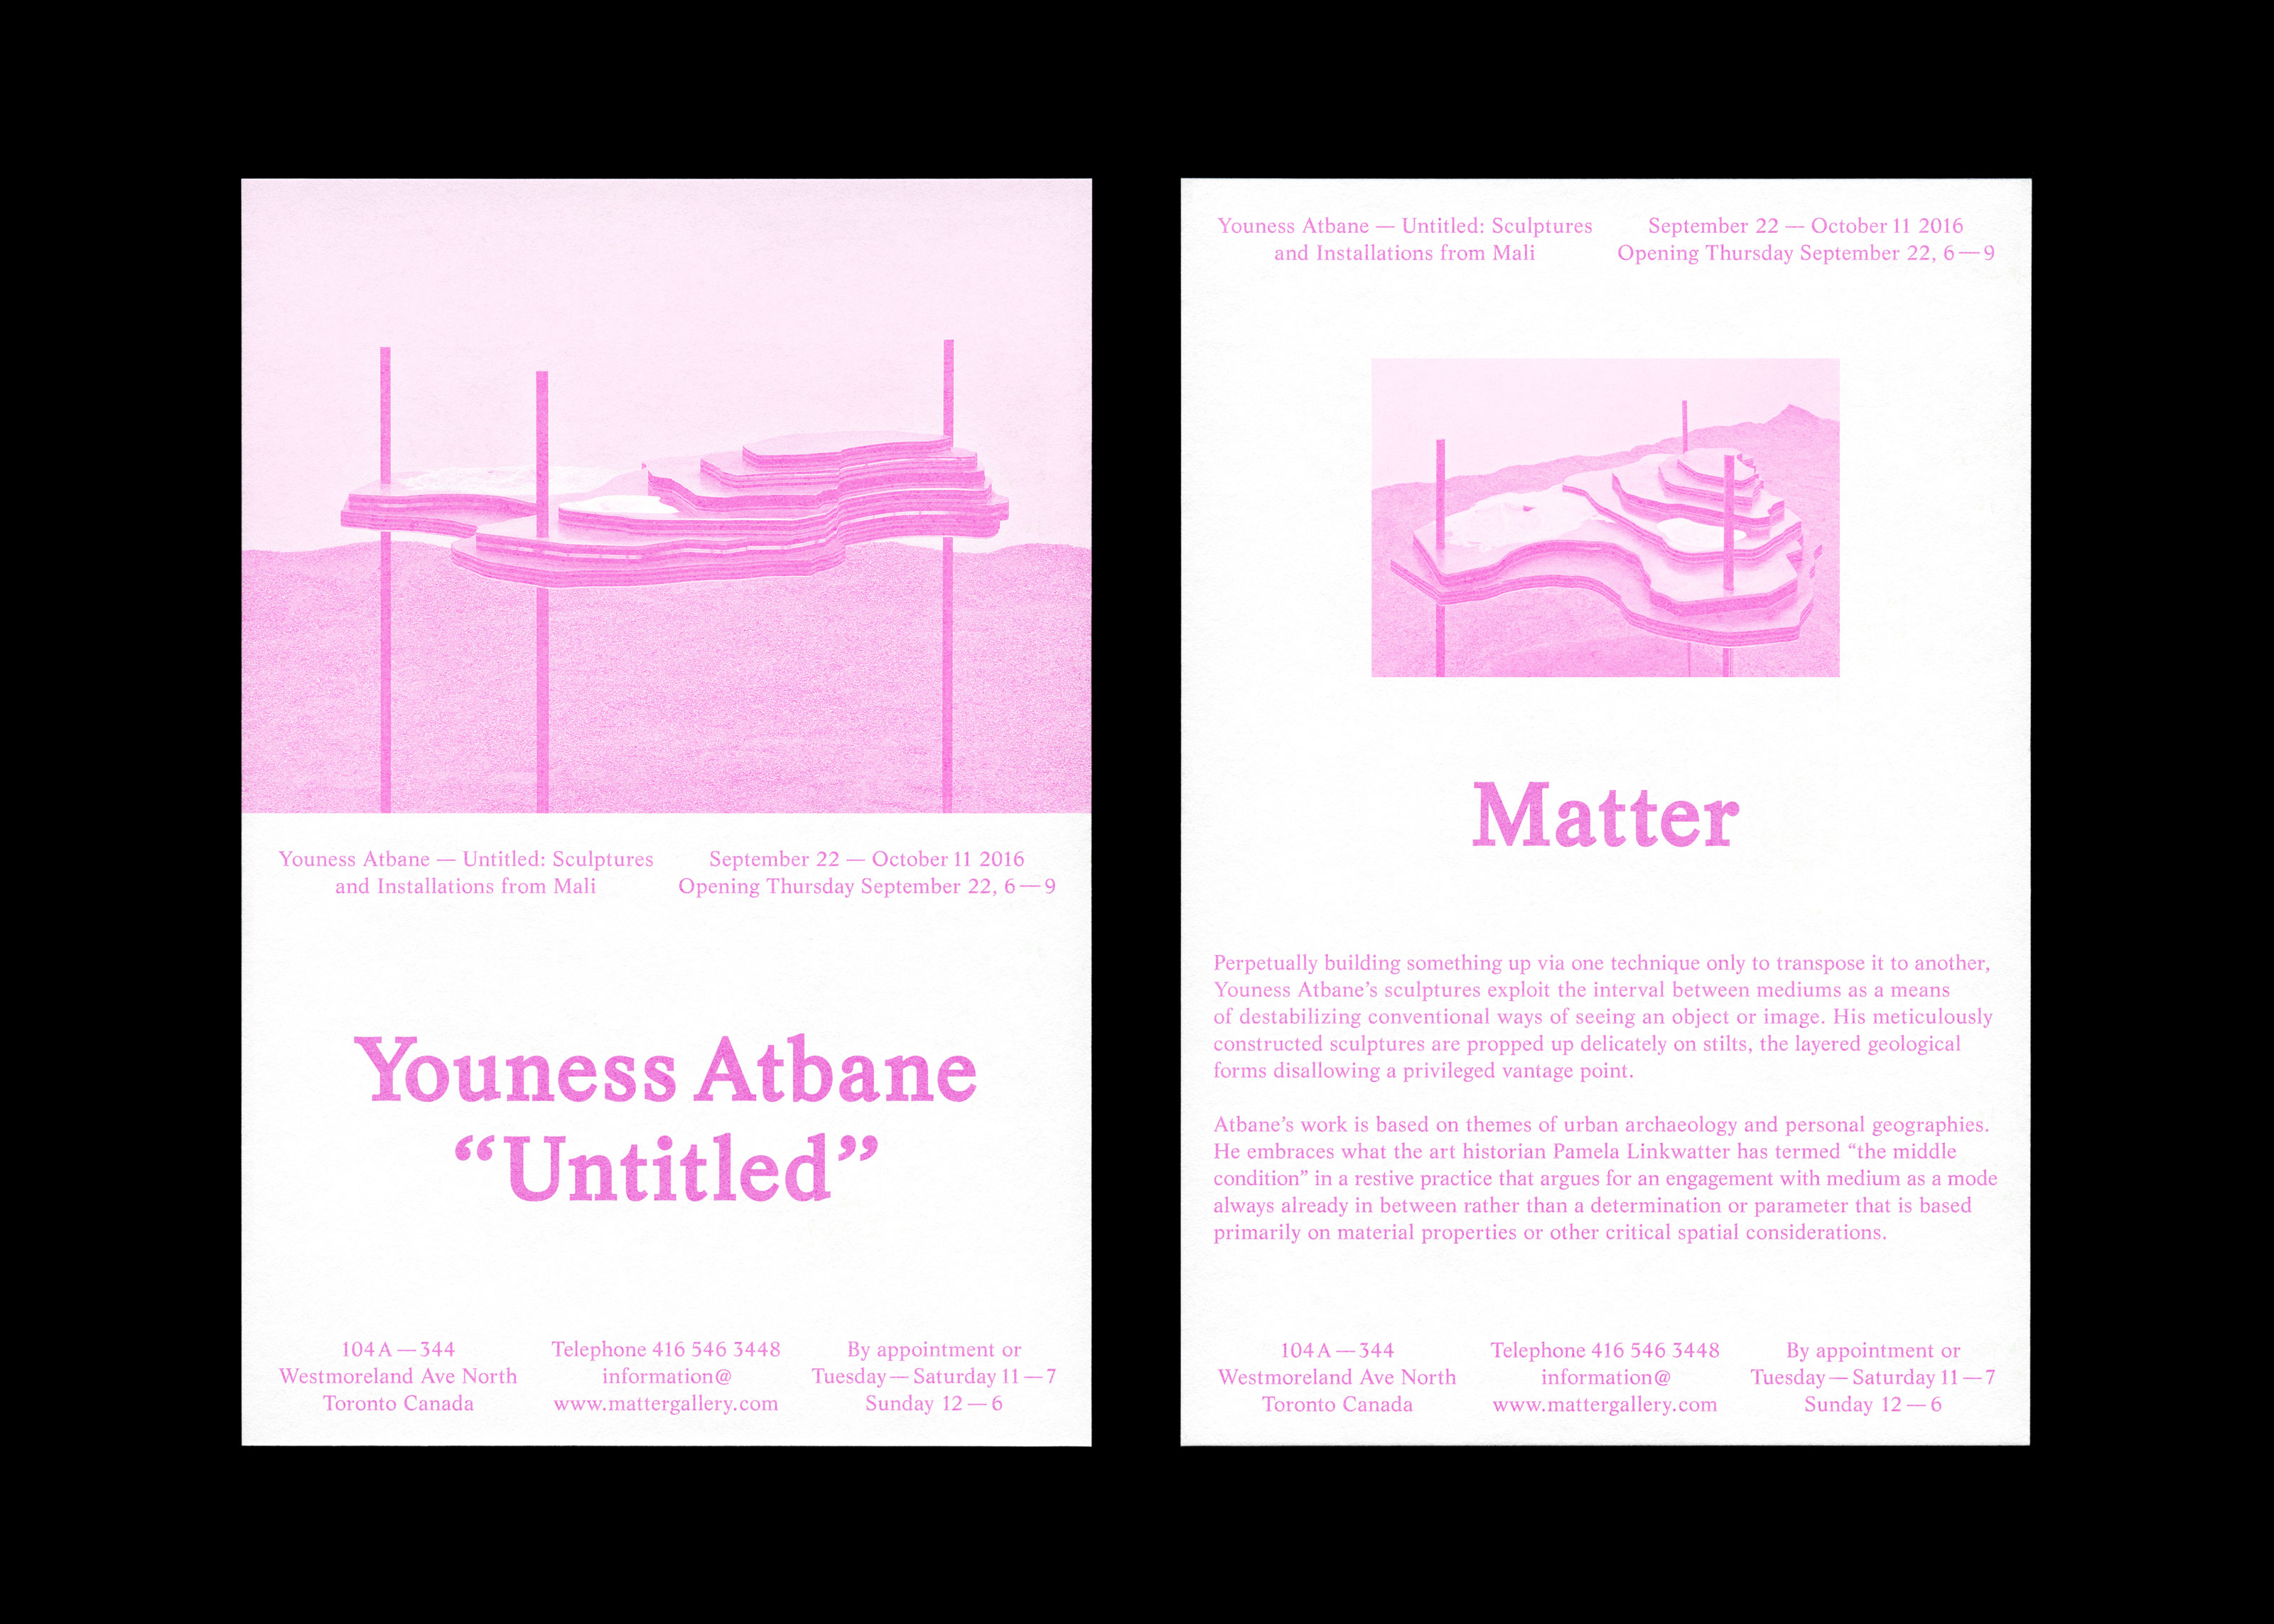 Youness Atbane — Untitled: Sculptures
and Installations from Mali
September 22 — October 11 2016
Opening Thursday September 22, 6 — 9
Youness Atbane
“Untitled”
104 A — 344
Westmoreland Ave North
Toronto Canada
Telephone 416 546 3448
information@
www.mattergallery.com
By appointment or
Tuesday — Saturday 11 — 7
Sunday 12 — 6
Youness Atbane — Untitled: Sculptures
and Installations from Mali
September 22 — October 11 2016
Opening Thursday September 22, 6 — 9
Matter
Perpetually building something up via one technique only to transpose it to another,
Youness Atbane’s sculptures exploit the interval between mediums as a means
of destabilizing conventional ways of seeing an object or image. His meticulously
constructed sculptures are propped up delicately on stilts, the layered geological
forms disallowing a privileged vantage point.
Atbane’s work is based on themes of urban archaeology and personal geographies.
He embraces what the art historian Pamela Linkwatter has termed “the middle
condition” in a restive practice that argues for an engagement with medium as a mode
always already in between rather than a determination or parameter that is based
primarily on material properties or other critical spatial considerations.
104 A — 344
Westmoreland Ave North
Toronto Canada
Telephone 416 546 3448
information@
www.mattergallery.com
By appointment or
Tuesday — Saturday 11 — 7
Sunday 12 — 6